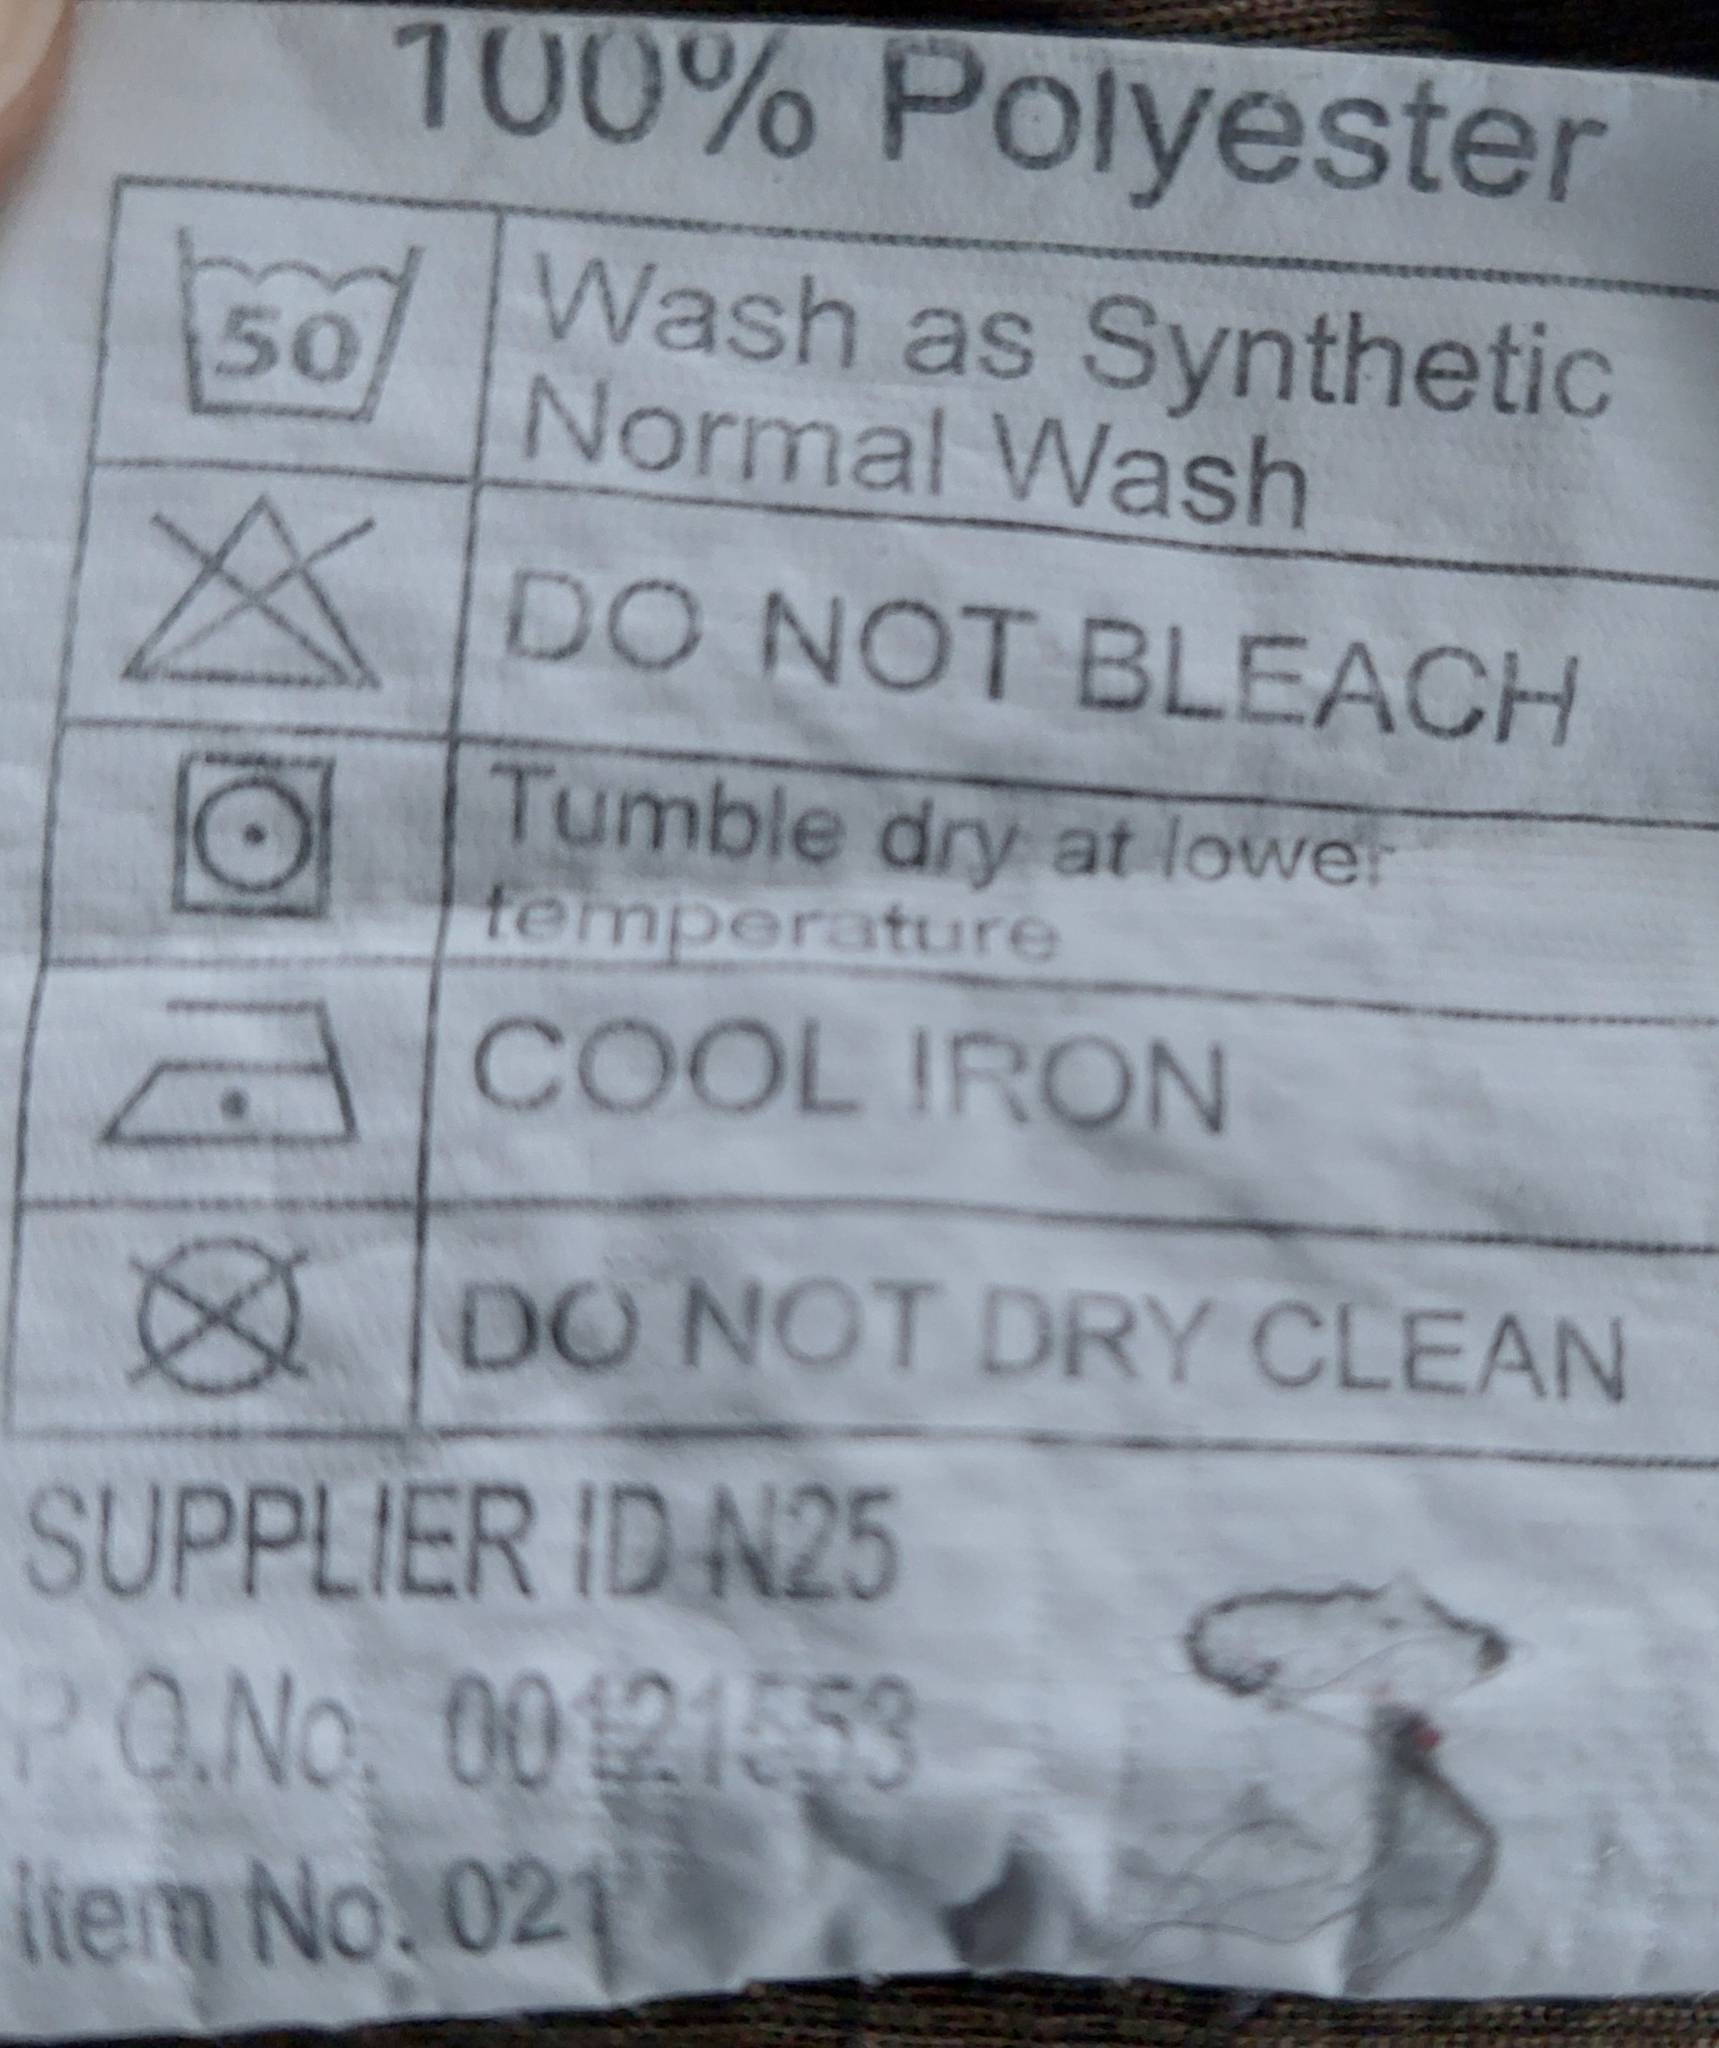 100% Polyester
50
Wash as Synthetic
Normal Wash
DO NOT BLEACH
Tumble dry at lower
temperature
COOL IRON
DO NOT DRY CLEAN
SUPPLIER ID N25
P.O.No. 00121553
Item No. 021